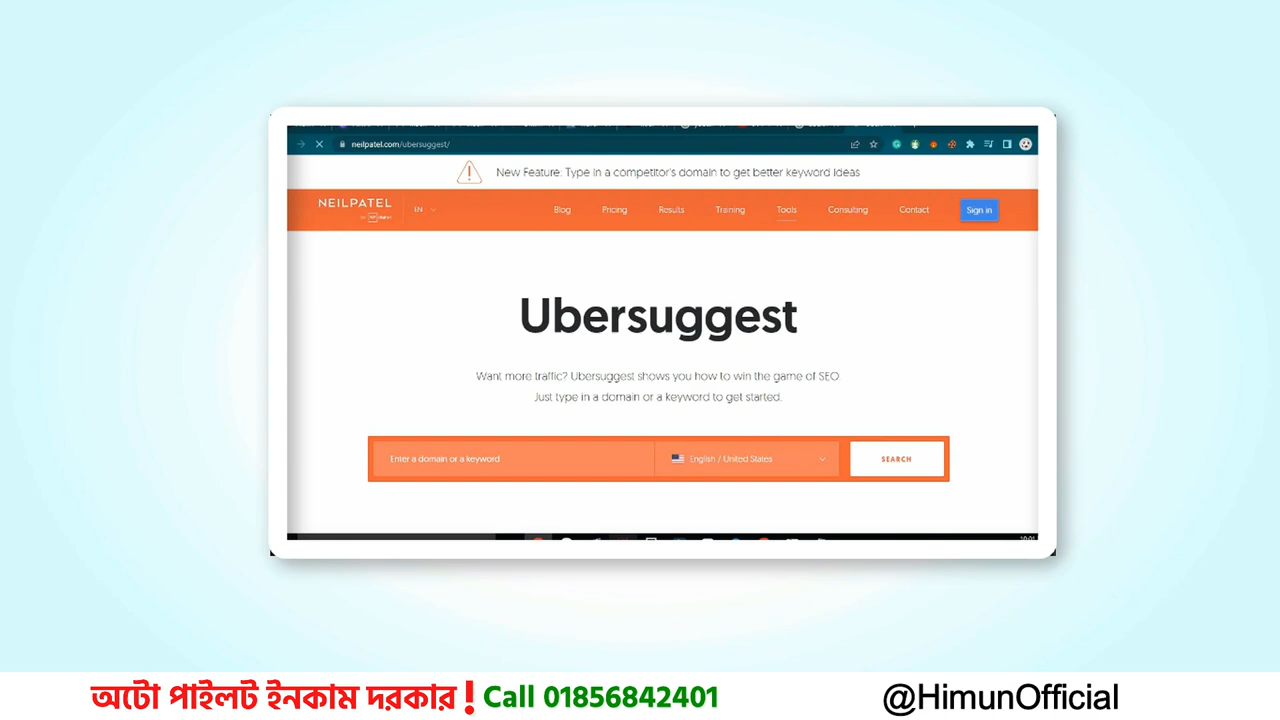 neilpatel.com/ubersuggest/
New Feature: Type in a competitor's domain to get better keyword ideas
NEILPATEL EN Blog Pricing Results Training Tools Consulting Contact Sign in
Ubersuggest
Want more traffic? Ubersuggest shows you how to win the game of SEO.
Just type in a domain or a keyword to get started.
Enter a domain or a keyword English / United States SEARCH
অটো পাইলট ইনকাম দরকার! Call 01856842401 @HimunOfficial